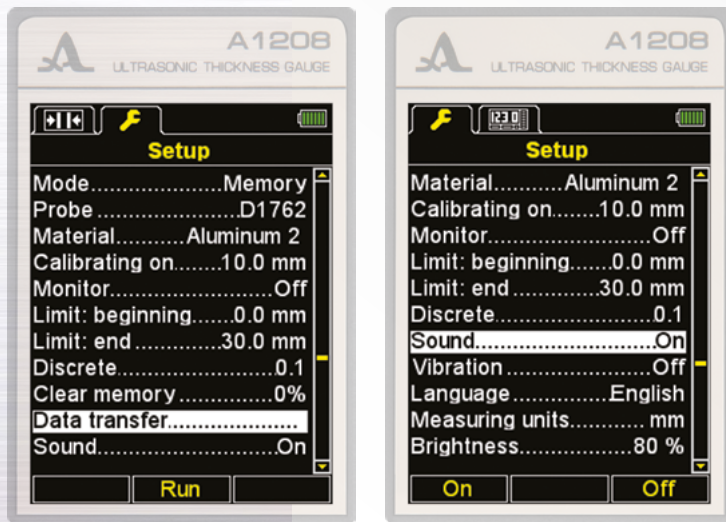 A1208
ULTRASONIC THICKNESS GAUGE
Setup
Mode......................Memory
Probe........................D1762
Material...........Aluminum 2
Calibrating on........10.0 mm
Monitor...........................Off
Limit: beginning.......0.0 mm
Limit: end..............30.0 mm
Discrete..........................0.1
Clear memory................0%
Data transfer......................
Sound.............................On
Run
A1208
ULTRASONIC THICKNESS GAUGE
123.0
Setup
Material...........Aluminum 2
Calibrating on........10.0 mm
Monitor...........................Off
Limit: beginning.......0.0 mm
Limit: end..............30.0 mm
Discrete..........................0.1
Sound.............................On
Vibration........................Off
Language................English
Measuring units............ mm
Brightness...................80 %
On Off